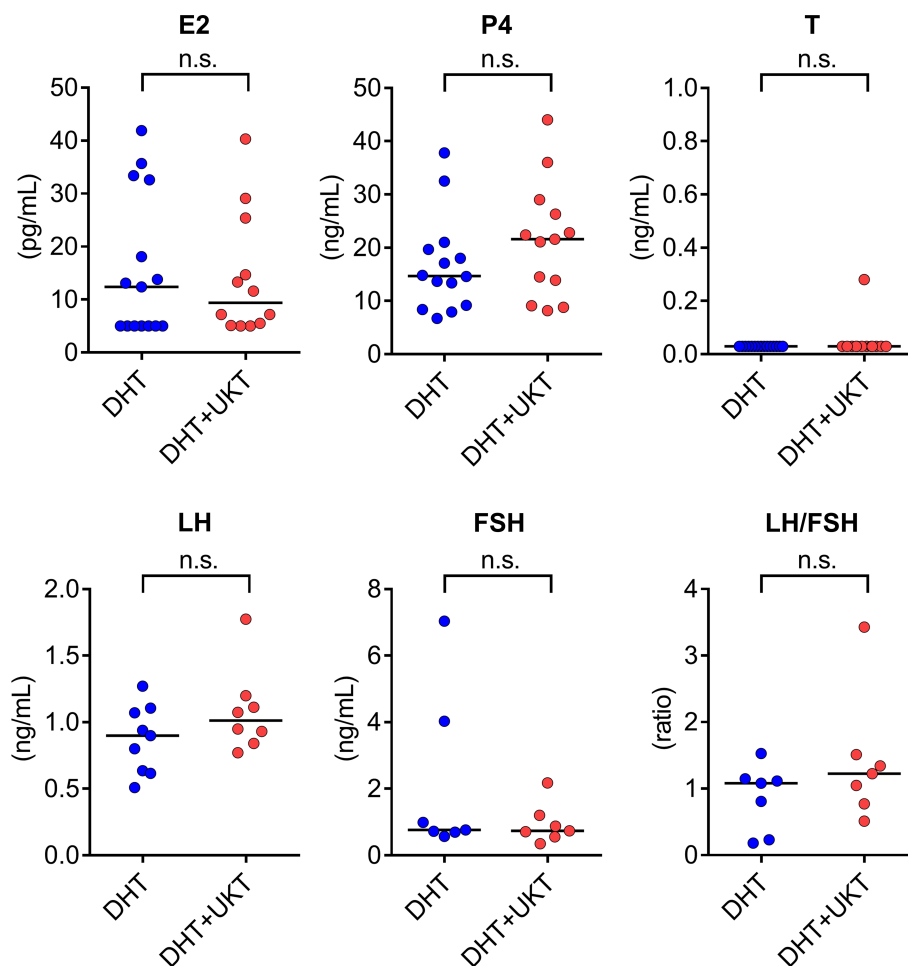 E2
n.s.
50
40
30
20
10
0
(pg/mL)
DHT
DHT+UKT
P4
n.s.
50
40
30
20
10
0
(ng/mL)
DHT
DHT+UKT
T
n.s.
1.0
0.8
0.6
0.4
0.2
0.0
(ng/mL)
DHT
DHT+UKT
LH
n.s.
2.0
1.5
1.0
0.5
0.0
(ng/mL)
DHT
DHT+UKT
FSH
n.s.
8
6
4
2
0
(ng/mL)
DHT
DHT+UKT
LH/FSH
n.s.
4
3
2
1
0
(ratio)
DHT
DHT+UKT